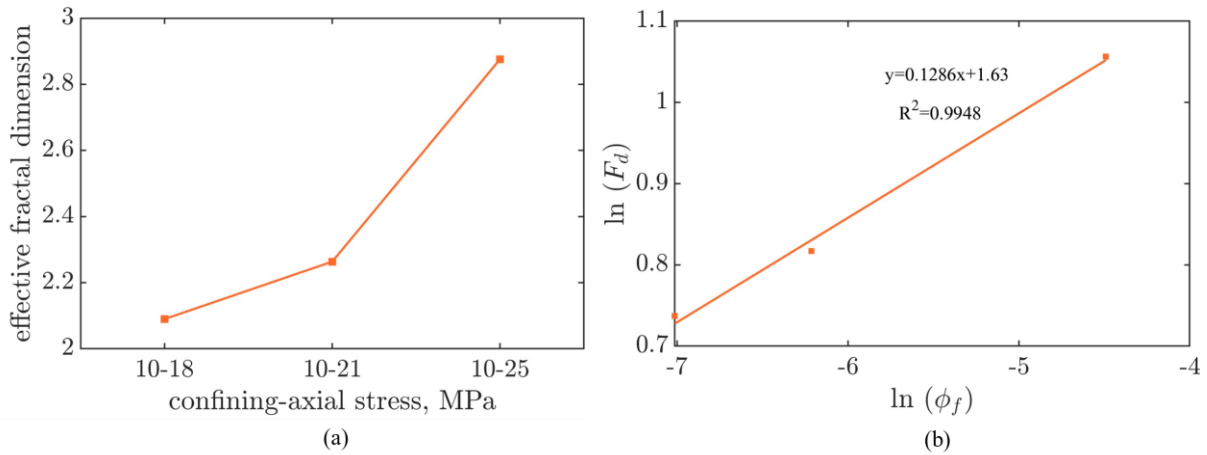 3
2.8
2.6
2.4
2.2
2
effective fractal dimension
10-18
10-21
10-25
confining-axial stress, MPa
(a)
1.1
1
0.9
0.8
0.7
ln (F_d)
y=0.1286x+1.63
R²=0.9948
-7
-6
-5
-4
ln (ϕ_f)
(b)